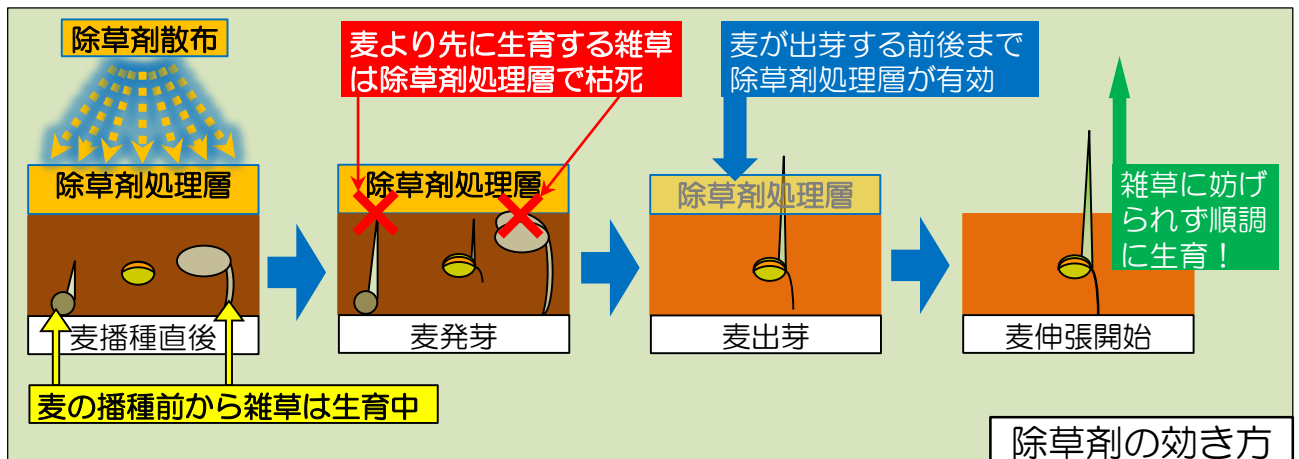 除草剤散布
麦より先に生育する雑草
は除草剤処理層で枯死
麦が出芽する前後まで
除草剤処理層が有効
除草剤処理層
除草剤処理層
除草剤処理層
雑草に妨げ
られず順調
に生育！
麦播種直後
麦発芽
麦出芽
麦伸張開始
麦の播種前から雑草は生育中
除草剤の効き方